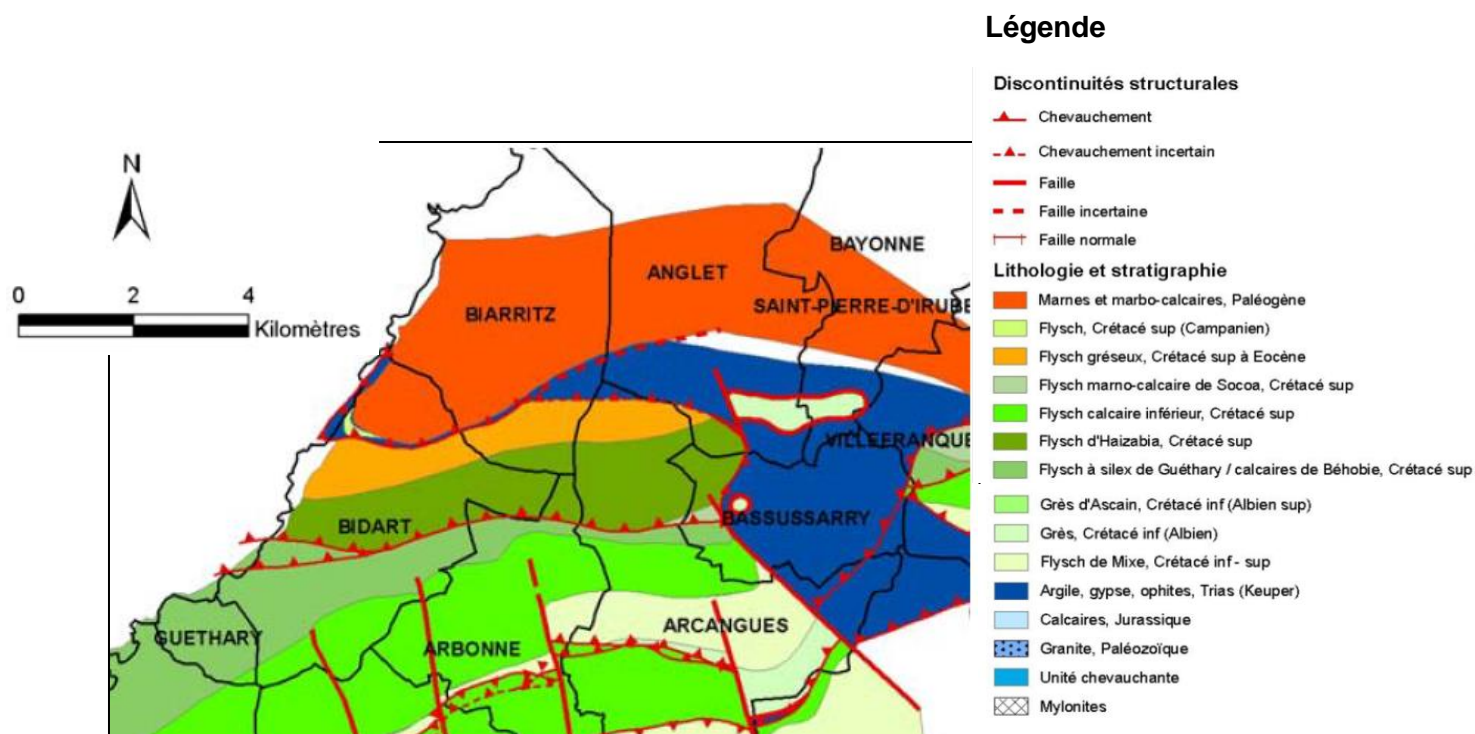 Légende
Discontinuités structurales
Chevauchement
Chevauchement incertain
Faille
Faille incertaine
Faille normale
Lithologie et stratigraphie
Marnes et marbo-calcaires, Paléogène
Flysch, Crétacé sup (Campanien)
Flysch gréseux, Crétacé sup à Eocène
Flysch marno-calcaire de Socoa, Crétacé sup
Flysch calcaire inférieur, Crétacé sup
Flysch d'Haizabia, Crétacé sup
Flysch à silex de Guéthary / calcaires de Béhobie, Crétacé sup
Grès d'Ascain, Crétacé inf (Albien sup)
Grès, Crétacé inf (Albien)
Flysch de Mixe, Crétacé inf - sup
Argile, gypse, ophites, Trias (Keuper)
Calcaires, Jurassique
Granite, Paléozoïque
Unité chevauchante
Mylonites
N
0 2 4
Kilomètres
BAYONNE
ANGLET
BIARRITZ
SAINT-PIERRE-D'IRUBE
VILLEFRANQUE
BASSUSSARRY
BIDART
ARCANGUES
GUETHARY
ARBONNE